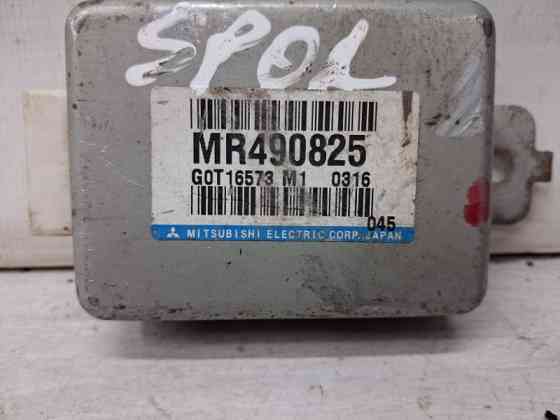 SPOL
MR490825
G0T16573 M1 0316
045
MITSUBISHI ELECTRIC CORP. JAPAN